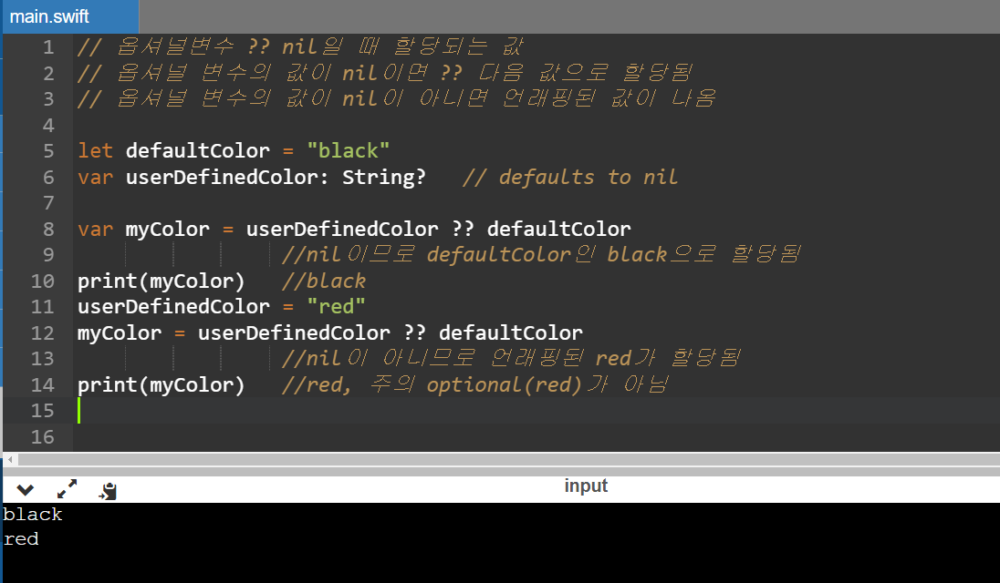 main.swift
1 // 옵셔널변수 ?? nil일 때 할당되는 값
2 // 옵셔널 변수의 값이 nil이면 ?? 다음 값으로 할당됨
3 // 옵셔널 변수의 값이 nil이 아니면 언래핑된 값이 나옴
4
5 let defaultColor = "black"
6 var userDefinedColor: String?   // defaults to nil
7
8 var myColor = userDefinedColor ?? defaultColor
9 //nil이므로 defaultColor인 black으로 할당됨
10 print(myColor)   //black
11 userDefinedColor = "red"
12 myColor = userDefinedColor ?? defaultColor
13 //nil이 아니므로 언래핑된 red가 할당됨
14 print(myColor)   //red, 주의 optional(red)가 아님
15
16
input
black
red